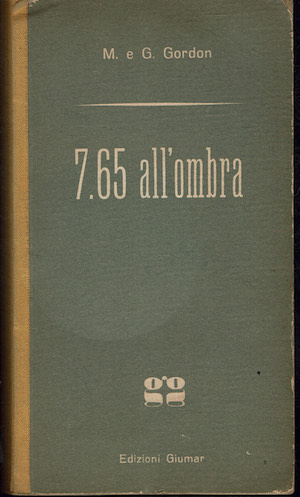 M. e G. Gordon
7.65 all'ombra
Edizioni Giumar